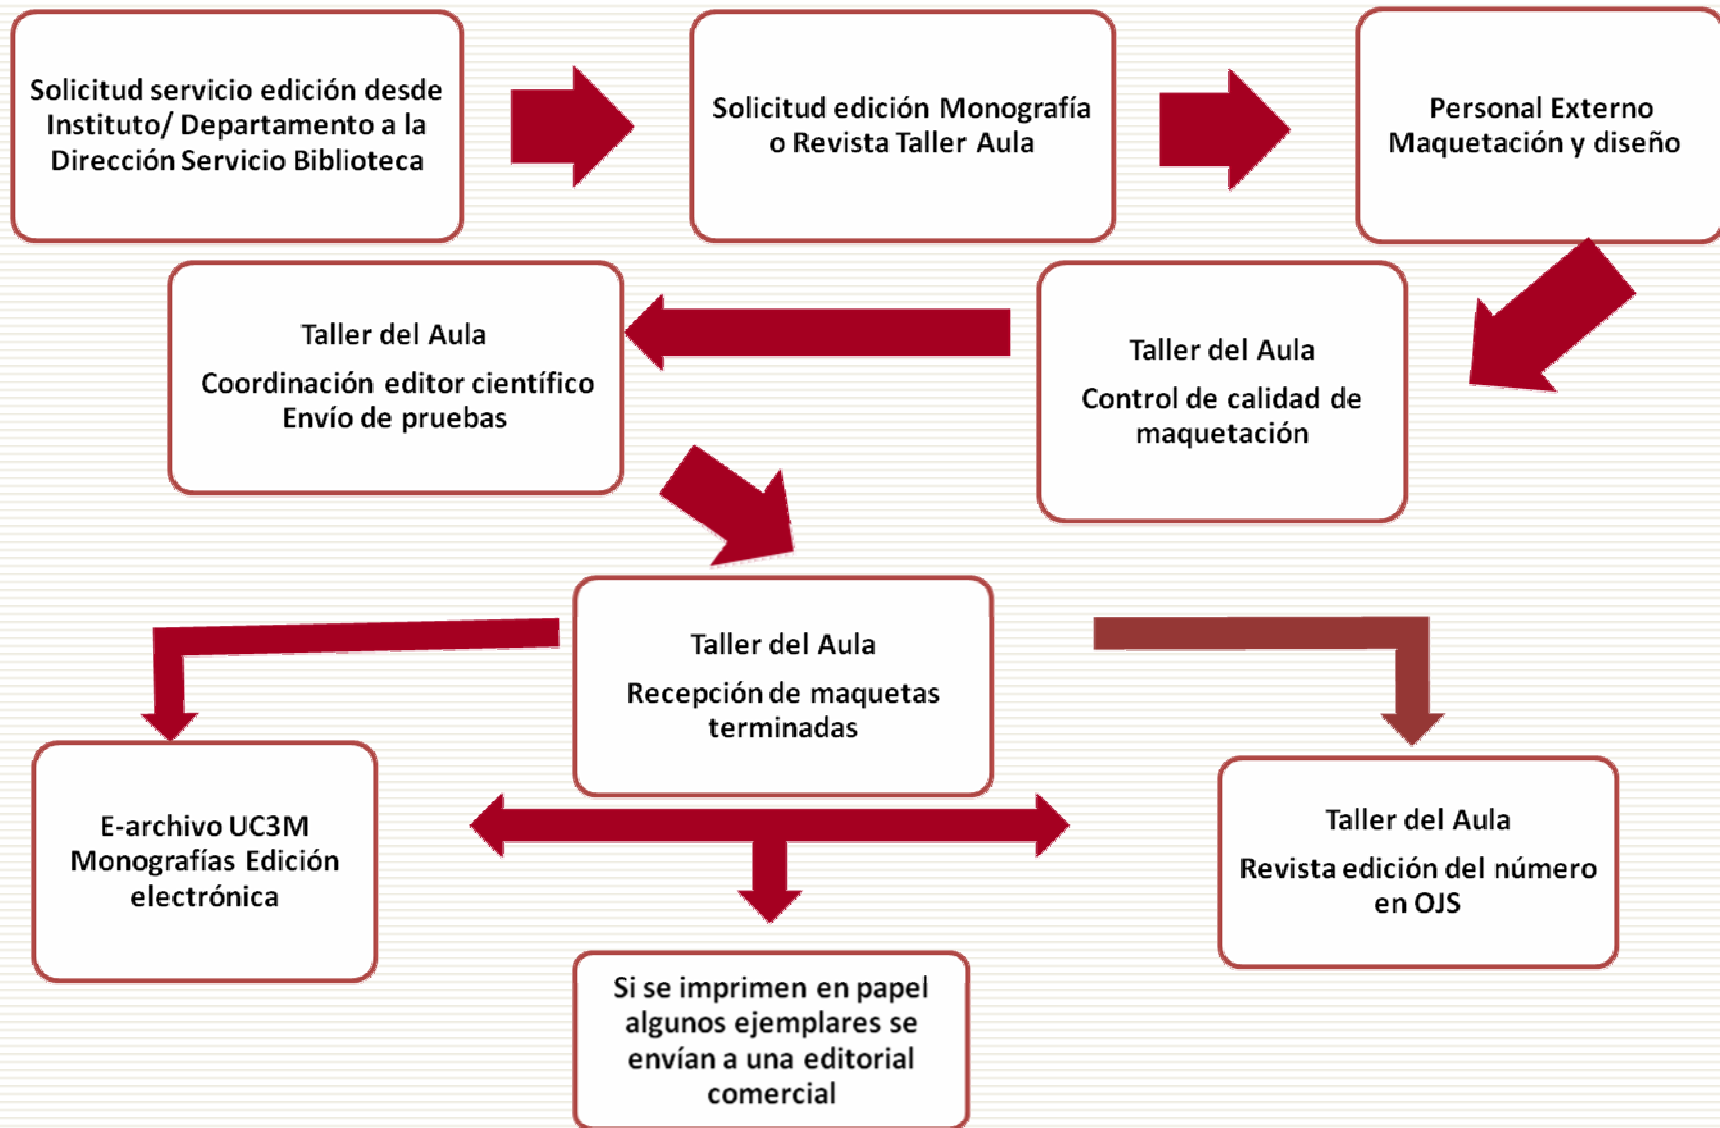 Solicitud servicio edición desde
Instituto/ Departamento a la
Dirección Servicio Biblioteca
Solicitud edición Monografía
o Revista Taller Aula
Personal Externo
Maquetación y diseño
Taller del Aula
Coordinación editor científico
Envío de pruebas
Taller del Aula
Control de calidad de
maquetación
Taller del Aula
Recepción de maquetas
terminadas
E-archivo UC3M
Monografías Edición
electrónica
Taller del Aula
Revista edición del número
en OJS
Si se imprimen en papel
algunos ejemplares se
envían a una editorial
comercial